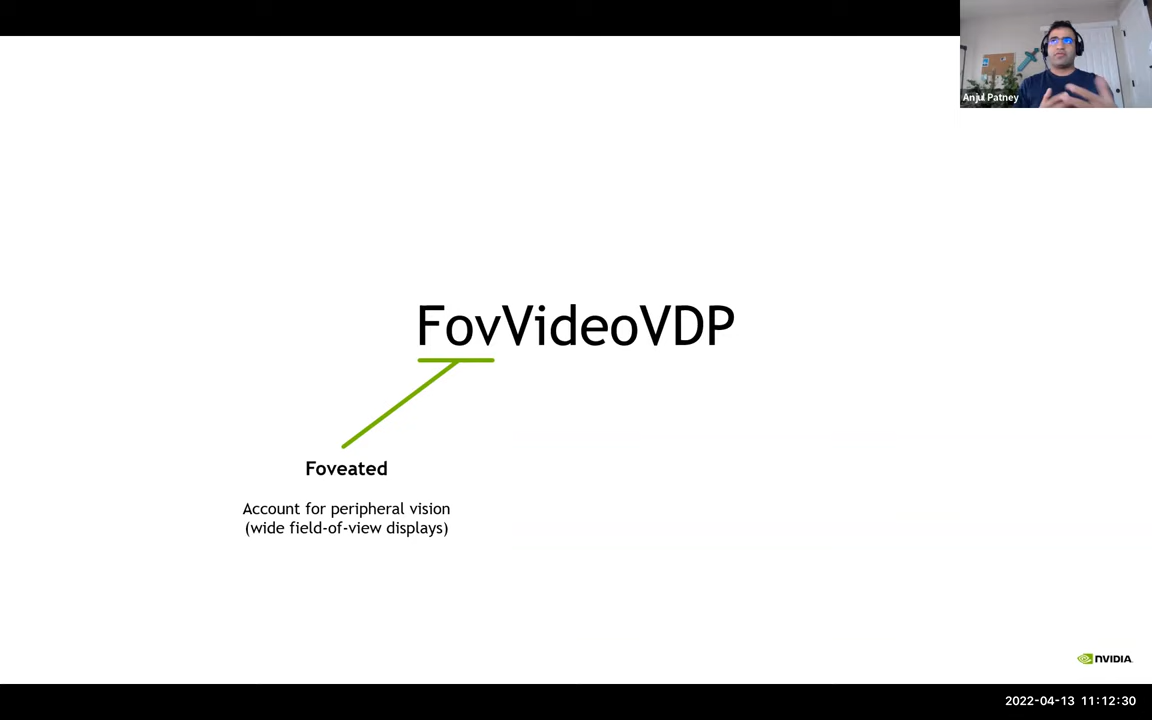 Anjul Patney
FovVideoVDP
Foveated
Account for peripheral vision
(wide field-of-view displays)
NVIDIA
2022-04-13 11:12:30